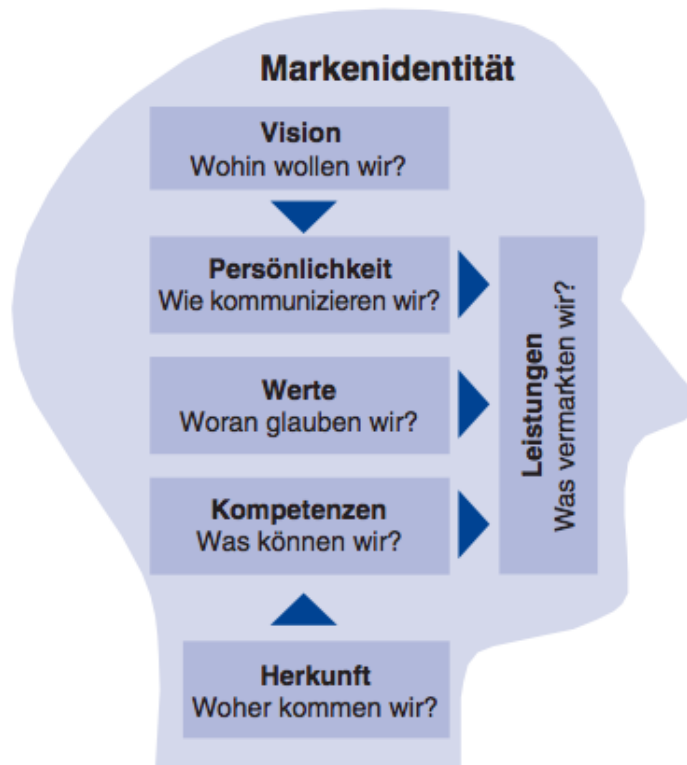 Markenidentität
Vision
Wohin wollen wir?
Persönlichkeit
Wie kommunizieren wir?
Werte
Woran glauben wir?
Kompetenzen
Was können wir?
Herkunft
Woher kommen wir?
Leistungen
Was vermarkten wir?